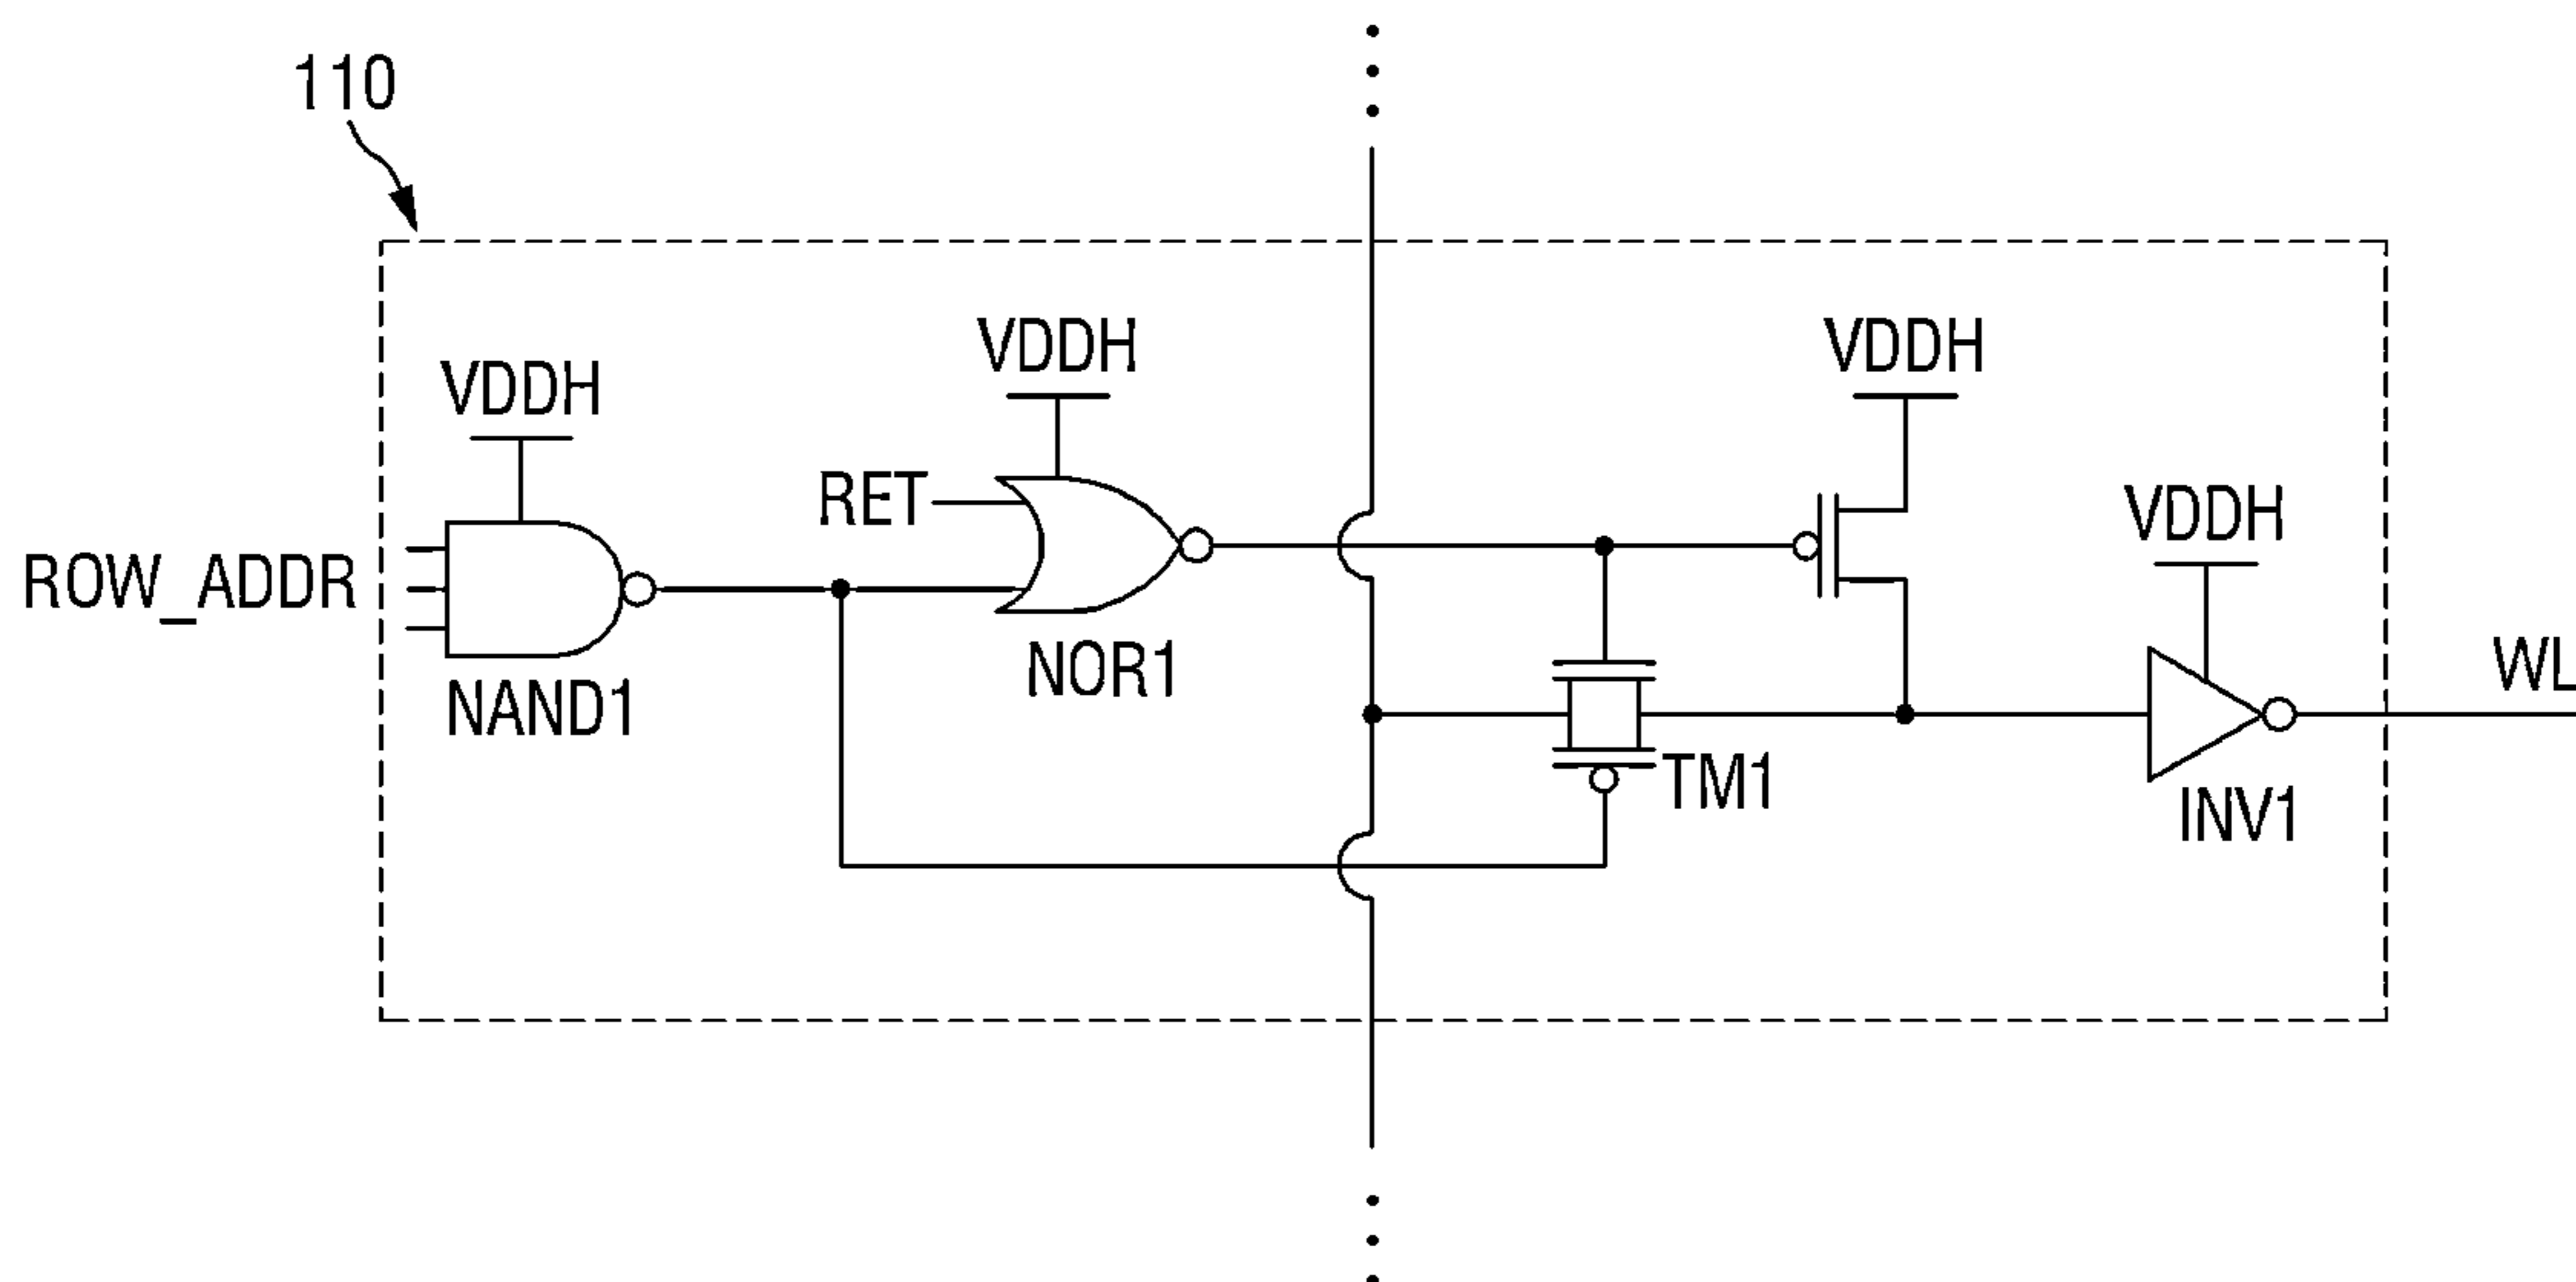 110
VDDH
VDDH
VDDH
VDDH
RET
ROW_ADDR
NAND1
NOR1
TM1
INV1
WL